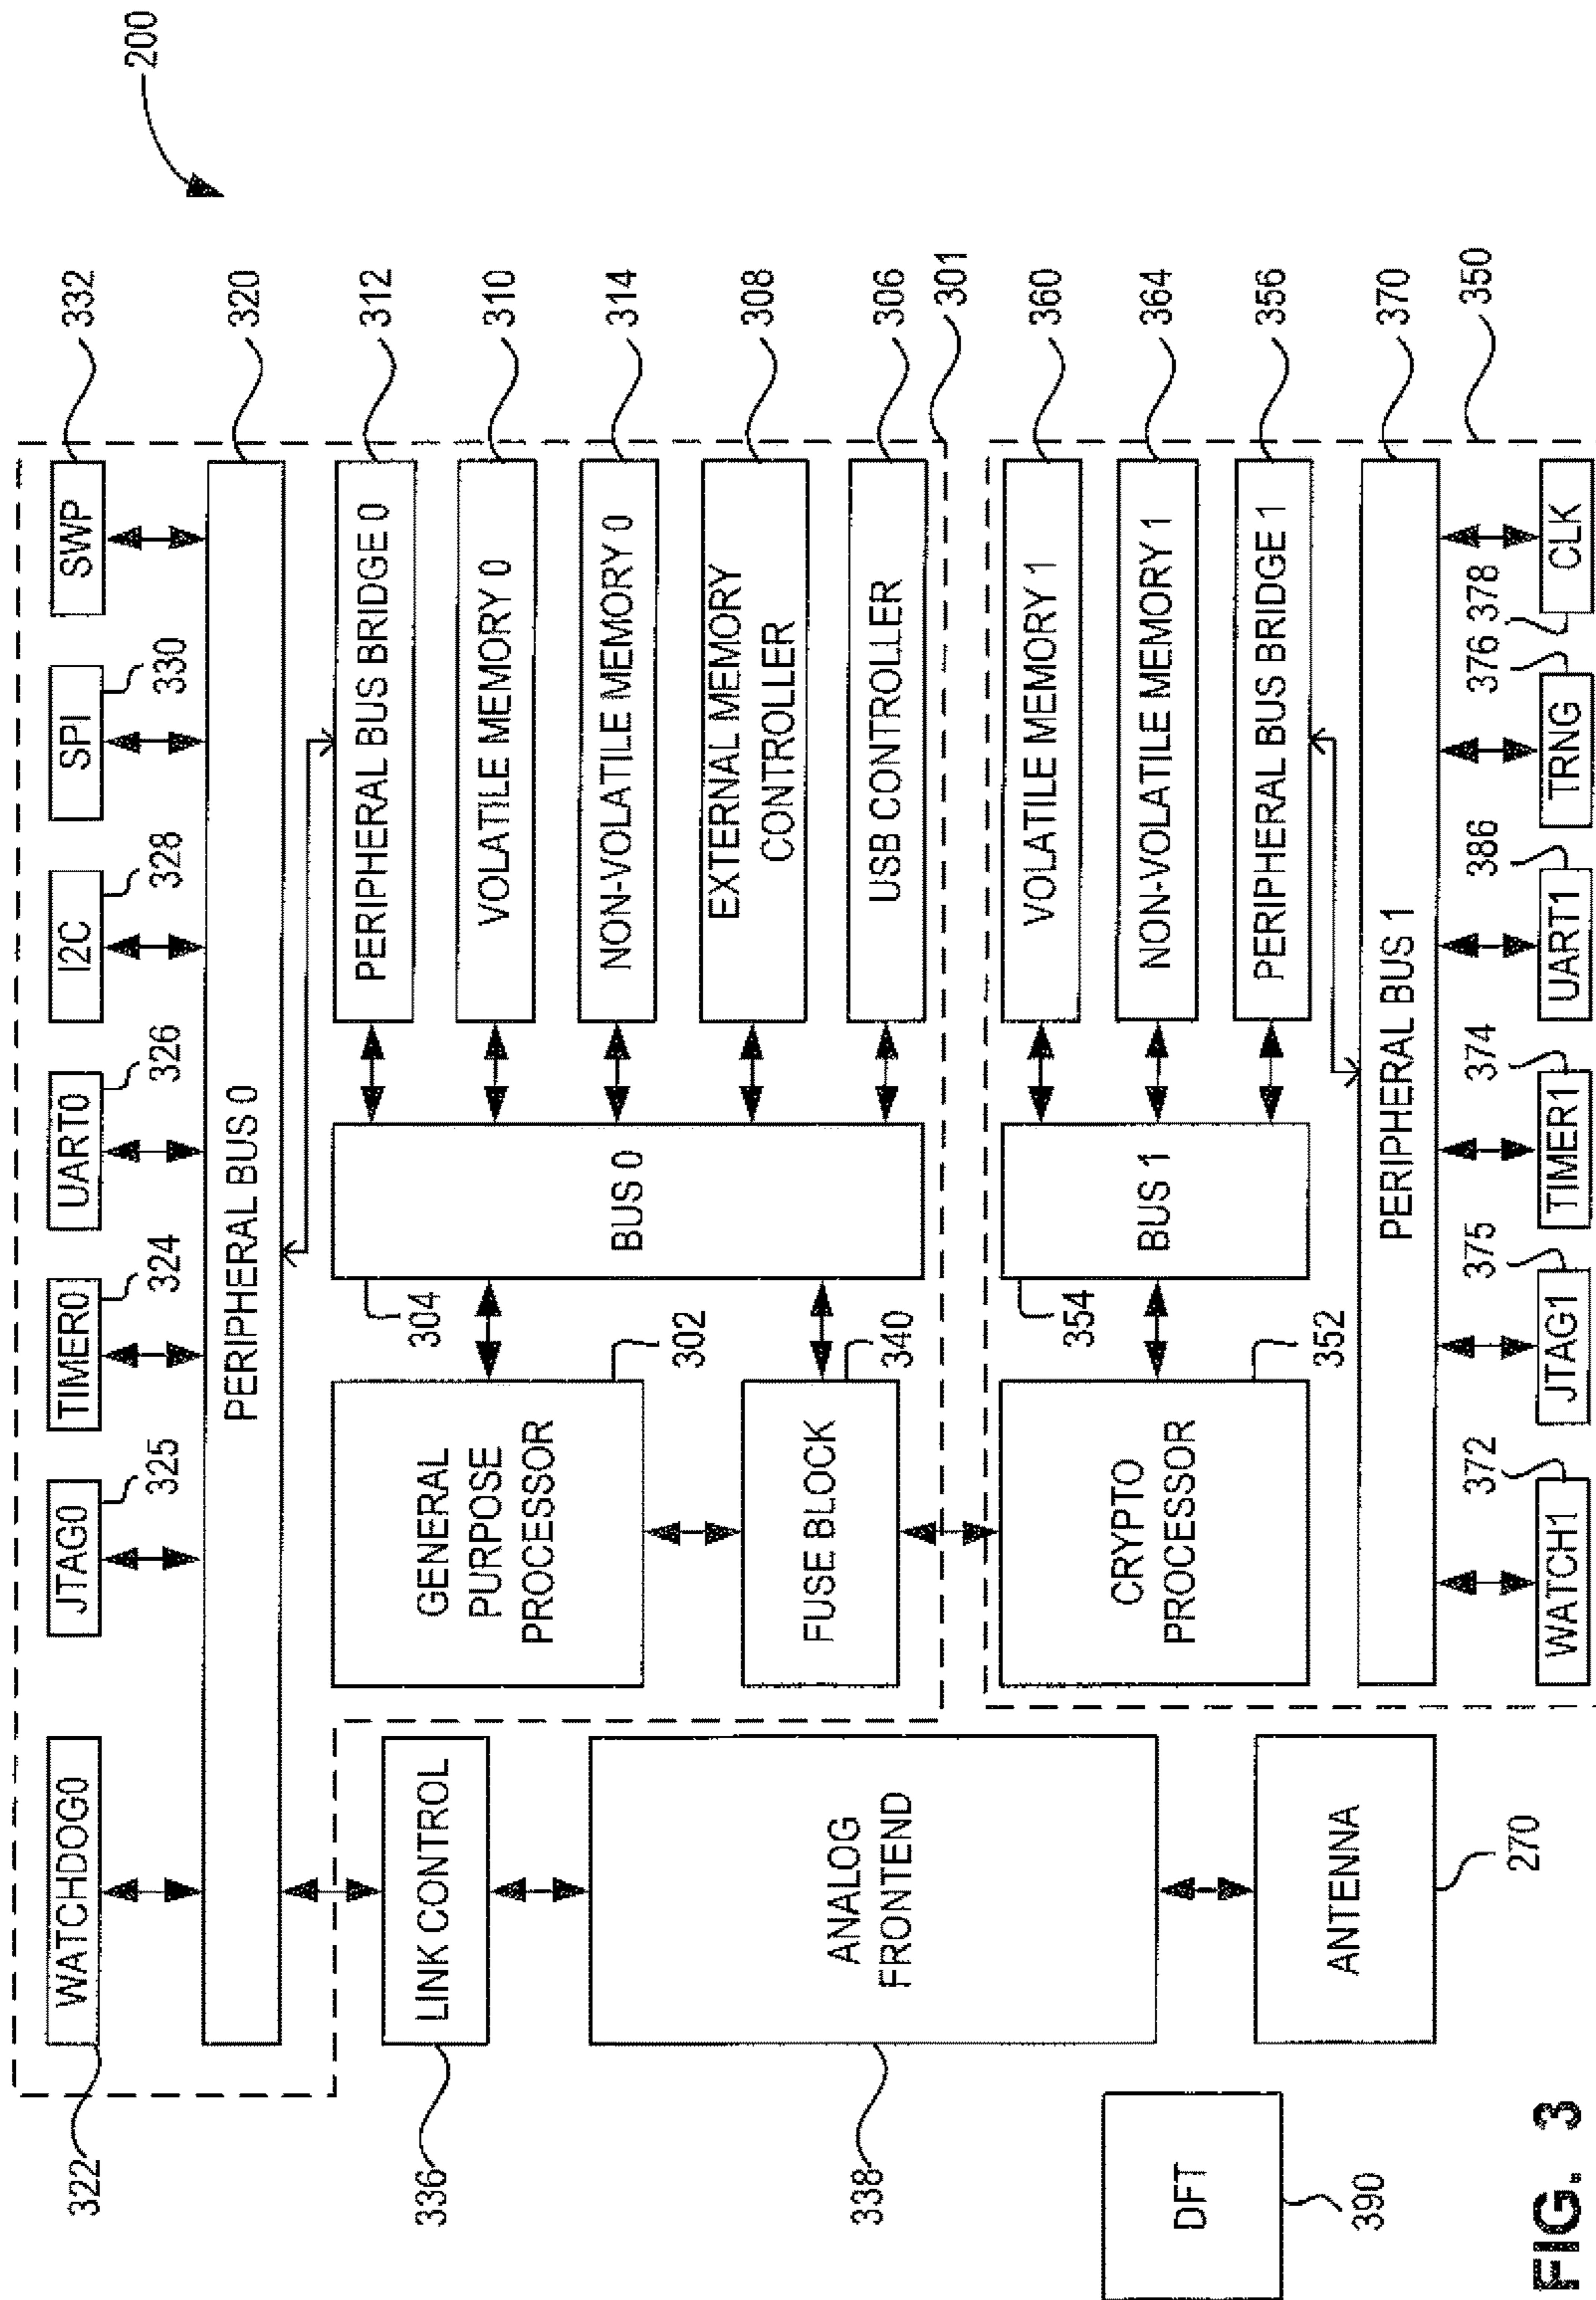 200
WATCHDOG0
JTAG0
TIMER0
UART0
I2C
SPI
SWP
332
322
325
324
326
328
330
PERIPHERAL BUS 0
320
LINK CONTROL
336
GENERAL
PURPOSE
PROCESSOR
302
304
BUS 0
PERIPHERAL BUS BRIDGE 0
312
VOLATILE MEMORY 0
310
NON-VOLATILE MEMORY 0
314
EXTERNAL MEMORY
CONTROLLER
308
USB CONTROLLER
306
301
FUSE BLOCK
340
ANALOG
FRONTEND
338
CRYPTO
PROCESSOR
352
354
BUS 1
VOLATILE MEMORY 1
360
NON-VOLATILE MEMORY 1
364
PERIPHERAL BUS BRIDGE 1
356
ANTENNA
270
PERIPHERAL BUS 1
370
372
375
374
386
376
378
350
WATCH1
JTAG1
TIMER1
UART1
TRNG
CLK
DFT
390
FIG. 3